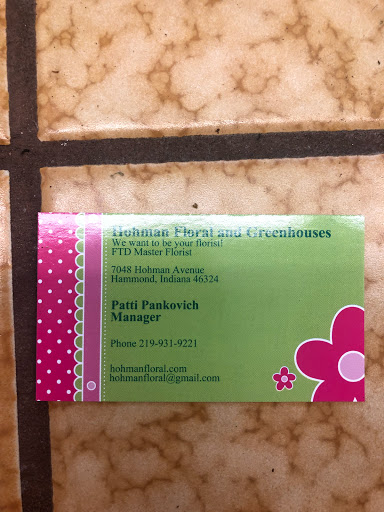 Hohman Floral and Greenhouses
We want to be your florist!
FTD Master Florist
7048 Hohman Avenue
Hammond, Indiana 46324
Patti Pankovich
Manager
Phone 219-931-9221
hohmanfloral.com
hohmanfloral@gmail.com